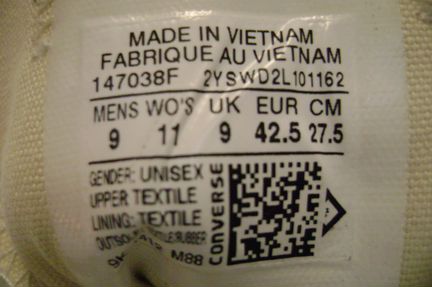 MADE IN VIETNAM
FABRIQUE AU VIETNAM
147038F 2YSWD2L101162
MENS WO'S UK EUR CM
9 11 9 42.5 27.5
GENDER: UNISEX
UPPER TEXTILE
LINING: TEXTILE
RUBBER
M88
CONVERSE